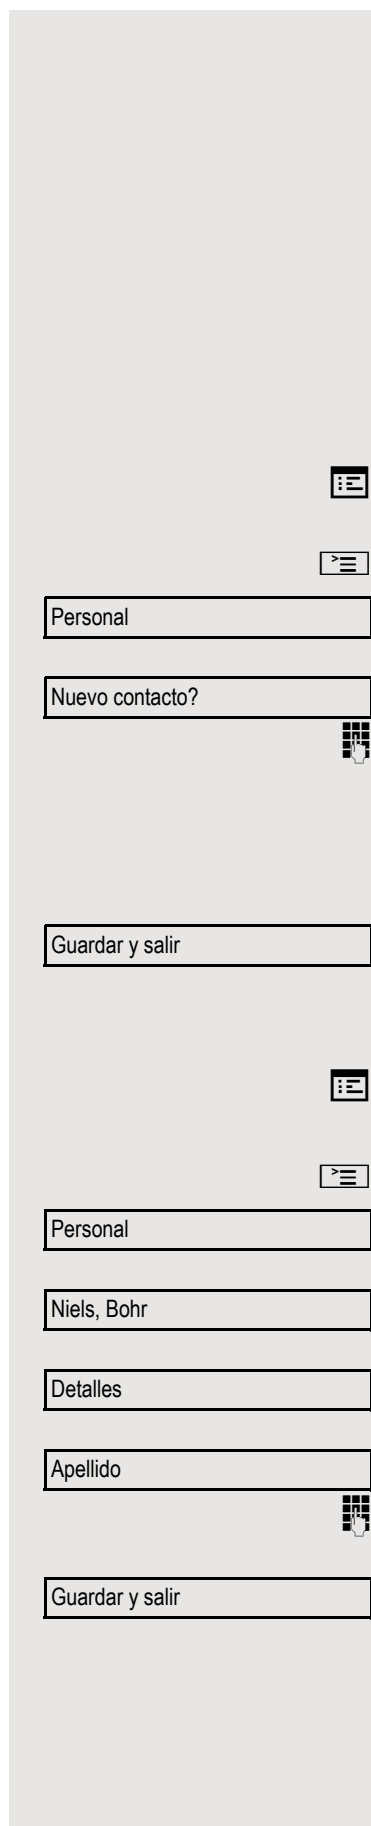 Personal
Nuevo contacto?
Guardar y salir
Personal
Niels, Bohr
Detalles
Apellido
Guardar y salir